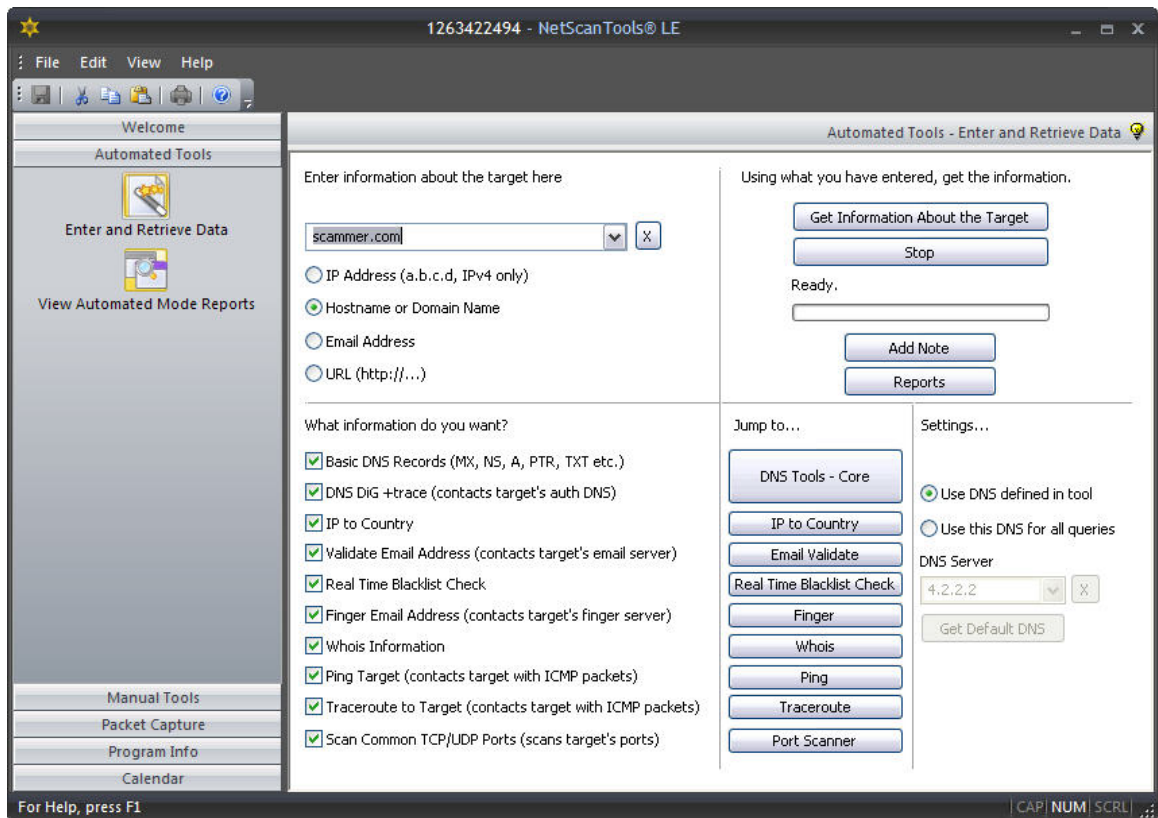 1263422494 - NetScanTools® LE
File Edit View Help
Welcome
Automated Tools
Enter and Retrieve Data
View Automated Mode Reports
Manual Tools
Packet Capture
Program Info
Calendar
Automated Tools - Enter and Retrieve Data
Enter information about the target here
scammer.com
X
IP Address (a.b.c.d, IPv4 only)
Hostname or Domain Name
Email Address
URL (http://...)
Using what you have entered, get the information.
Get Information About the Target
Stop
Ready.
Add Note
Reports
What information do you want?
Basic DNS Records (MX, NS, A, PTR, TXT etc.)
DNS DiG +trace (contacts target's auth DNS)
IP to Country
Validate Email Address (contacts target's email server)
Real Time Blacklist Check
Finger Email Address (contacts target's finger server)
Whois Information
Ping Target (contacts target with ICMP packets)
Traceroute to Target (contacts target with ICMP packets)
Scan Common TCP/UDP Ports (scans target's ports)
Jump to...
DNS Tools - Core
IP to Country
Email Validate
Real Time Blacklist Check
Finger
Whois
Ping
Traceroute
Port Scanner
Settings...
Use DNS defined in tool
Use this DNS for all queries
DNS Server
4.2.2.2
X
Get Default DNS
For Help, press F1
CAP NUM SCRL